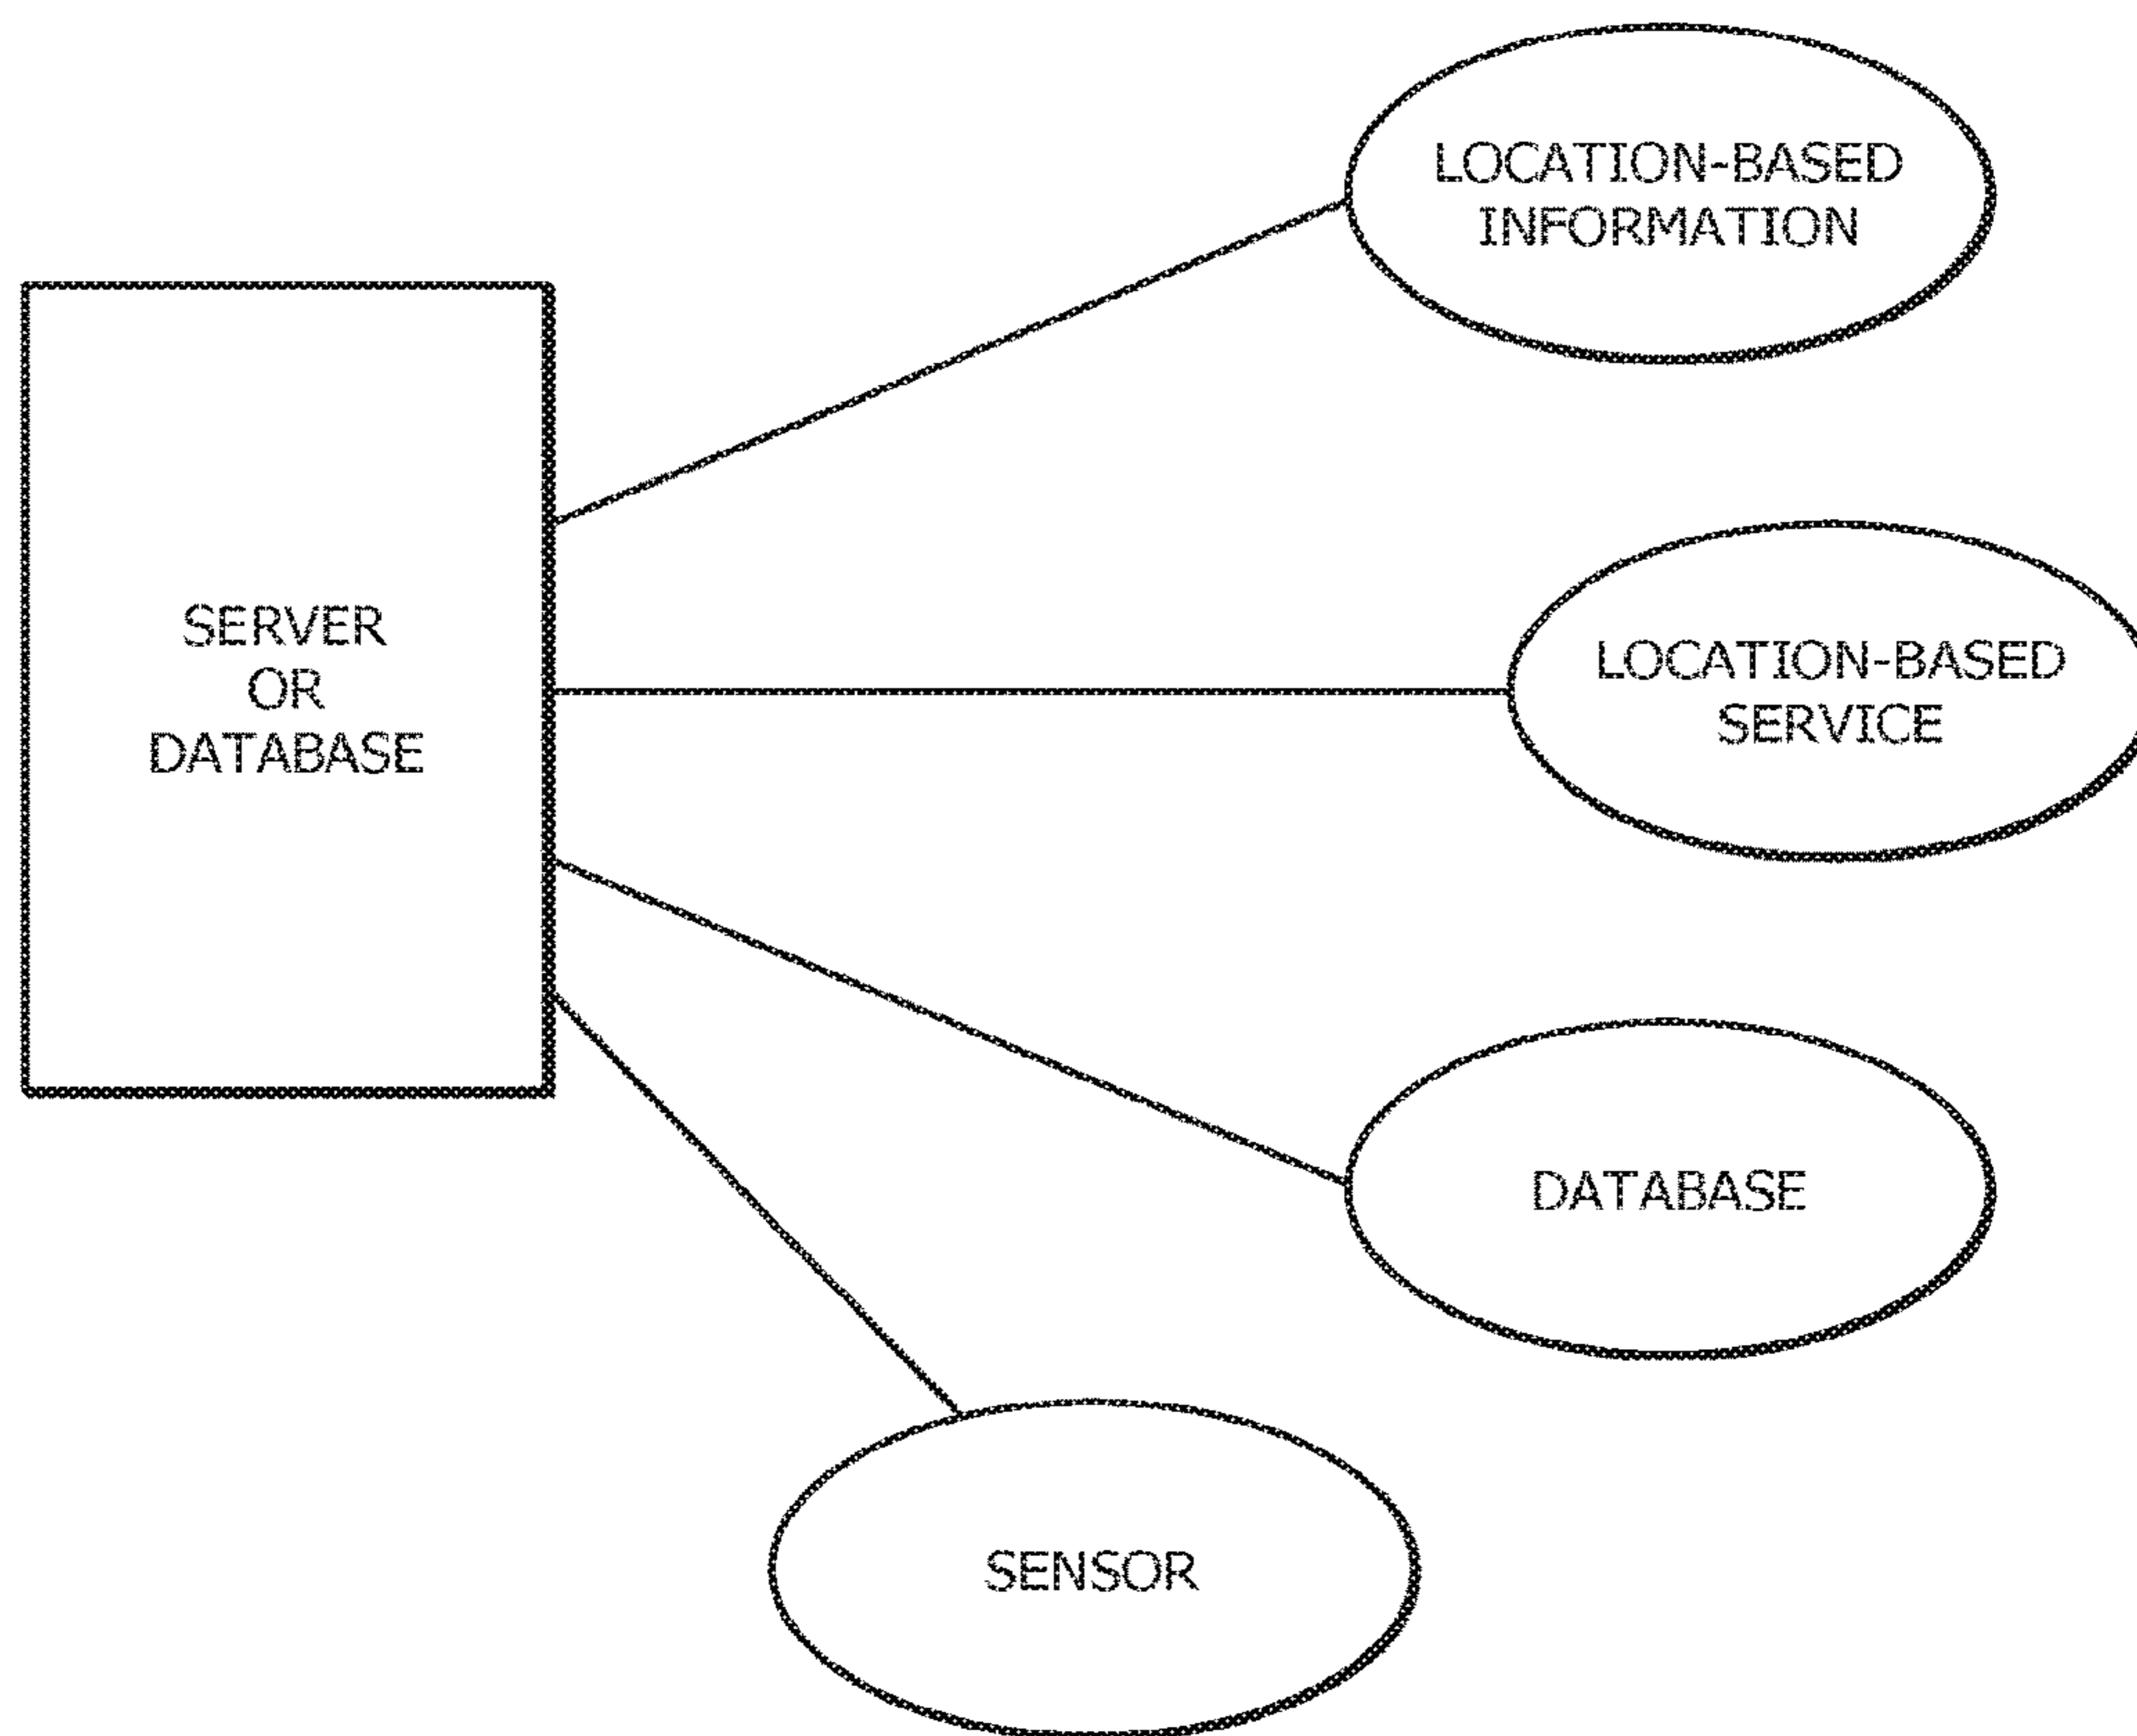 LOCATION-BASED
INFORMATION
SERVER
OR
DATABASE
LOCATION-BASED
SERVICE
DATABASE
SENSOR